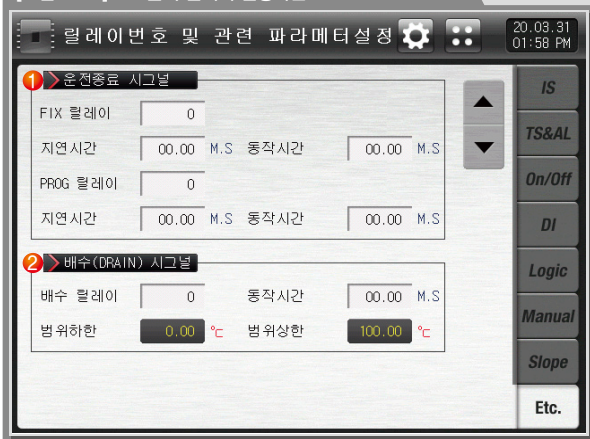 릴레이번호 및 관련 파라메터설정
20.03.31
01:58 PM
1 운전종료 시그널
FIX 릴레이 0
지연시간 00.00 M.S 동작시간 00.00 M.S
PROG 릴레이 0
지연시간 00.00 M.S 동작시간 00.00 M.S
2 배수(DRAIN) 시그널
배수 릴레이 0 동작시간 00.00 M.S
범위하한 0.00 ℃ 범위상한 100.00 ℃
IS
TS&AL
On/Off
DI
Logic
Manual
Slope
Etc.